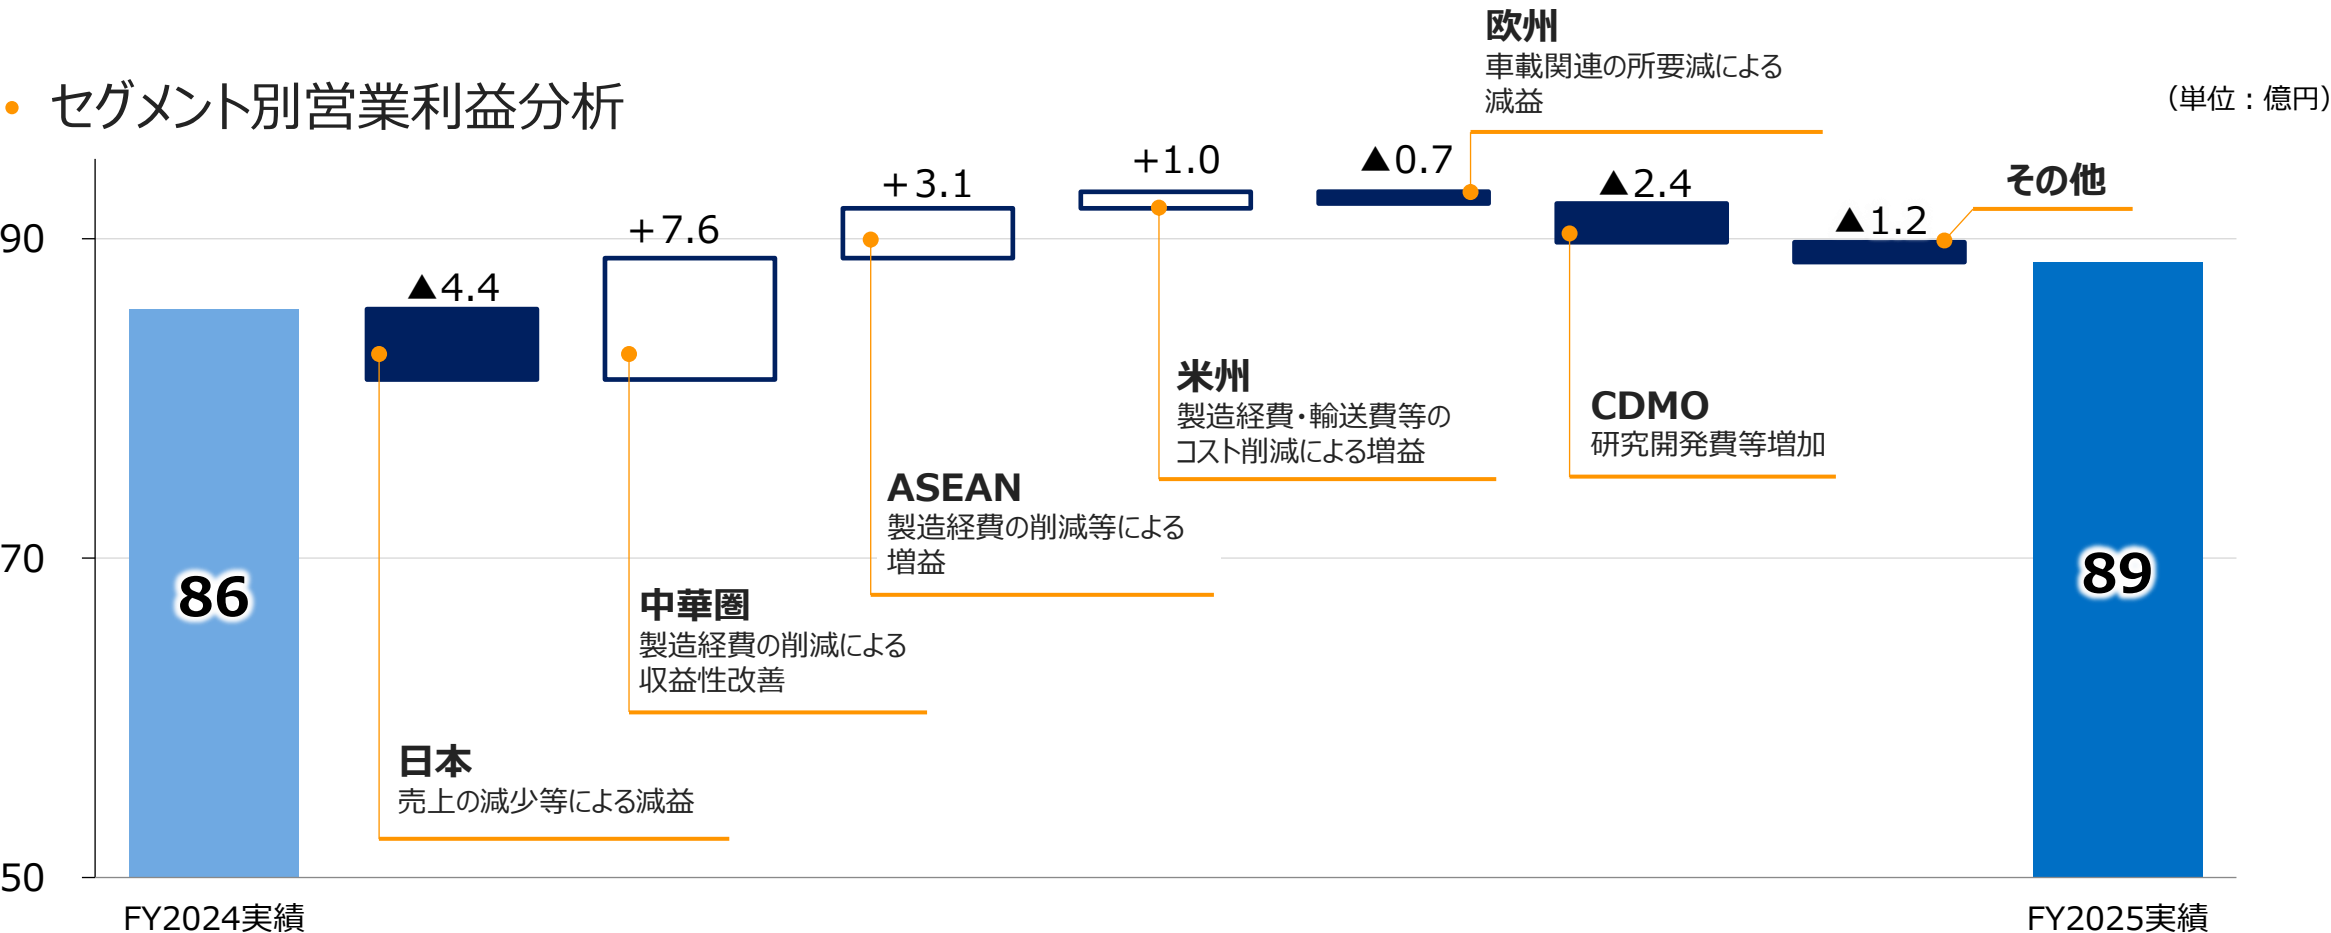 • セグメント別営業利益分析
（単位：億円）
欧州
車載関連の所要減による
減益
90
70
50
86
▲4.4
+7.6
+3.1
+1.0
▲0.7
▲2.4
▲1.2
その他
89
米州
製造経費・輸送費等の
コスト削減による増益
CDMO
研究開発費等増加
ASEAN
製造経費の削減等による
増益
中華圏
製造経費の削減による
収益性改善
日本
売上の減少等による減益
FY2024実績
FY2025実績